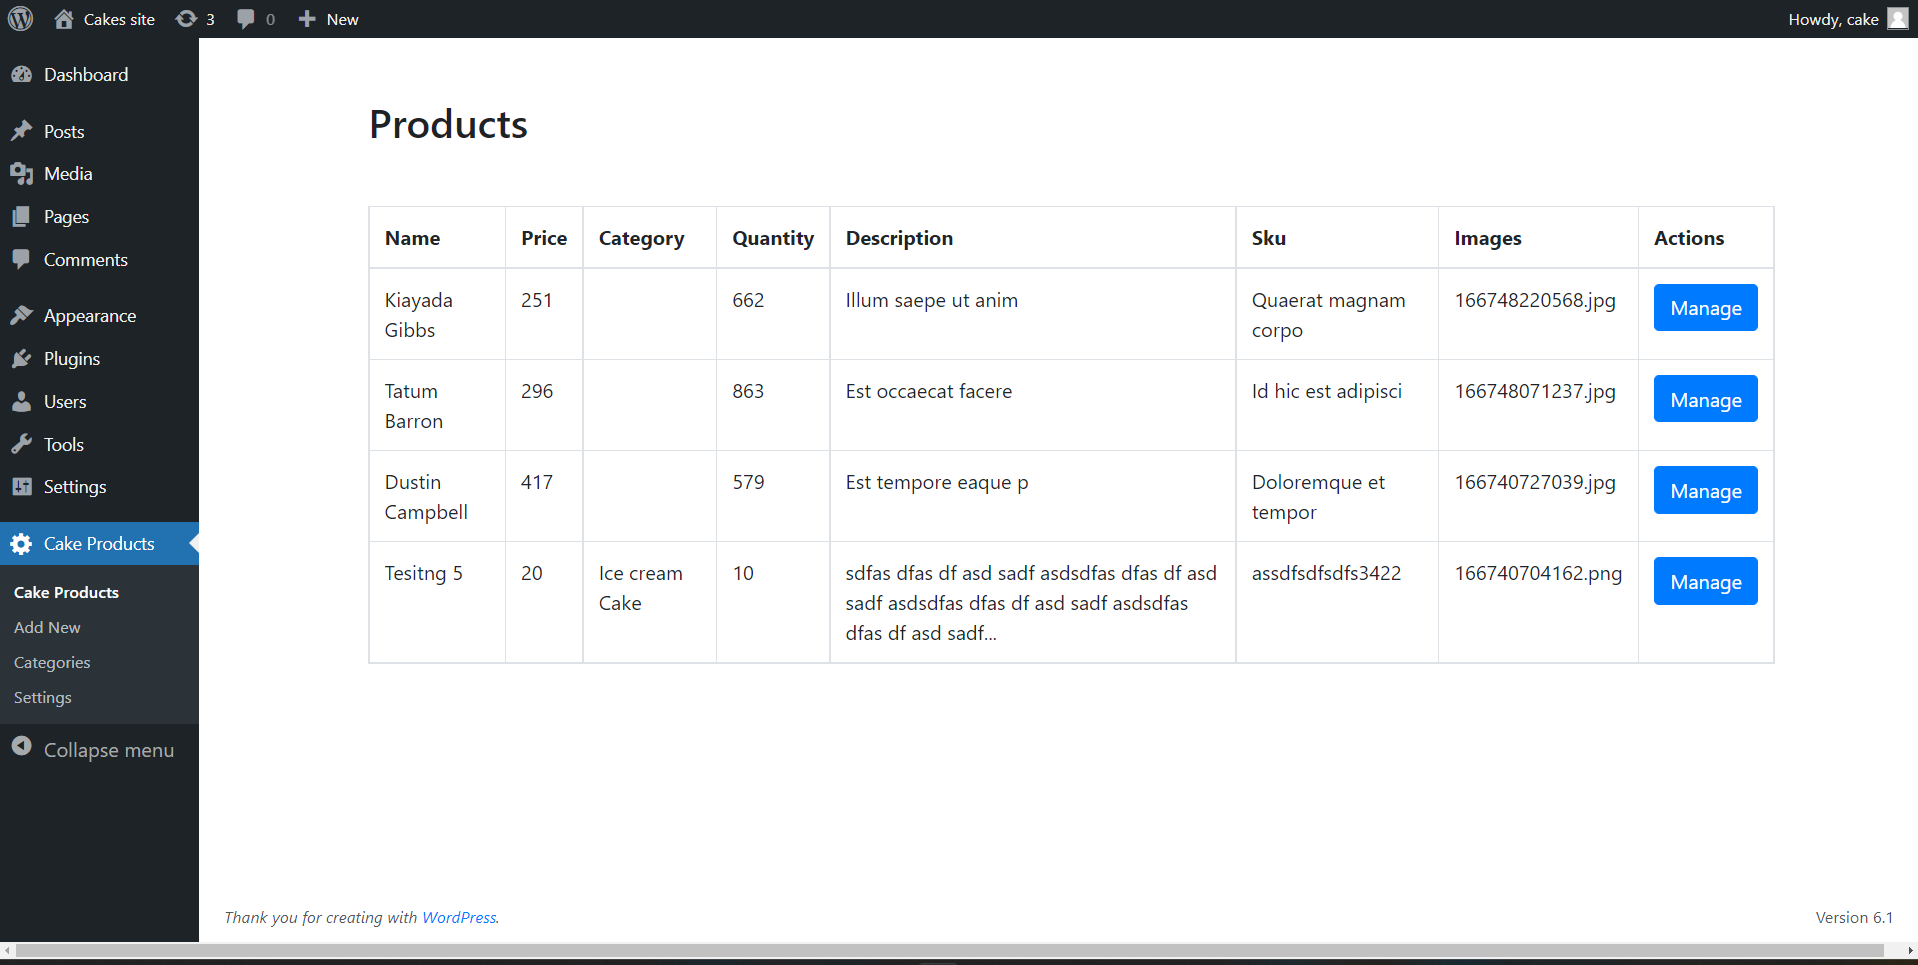 Cakes site 3 0 New Howdy, cake
Dashboard
Posts
Media
Pages
Comments
Appearance
Plugins
Users
Tools
Settings
Cake Products
Cake Products
Add New
Categories
Settings
Collapse menu
Products
Name Price Category Quantity Description Sku Images Actions
Kiayada 251 662 Illum saepe ut anim Quaerat magnam 166748220568.jpg Manage
Gibbs corpo
Tatum 296 863 Est occaecat facere Id hic est adipisci 166748071237.jpg Manage
Barron
Dustin 417 579 Est tempore eaque p Doloremque et 166740727039.jpg Manage
Campbell tempor
Tesitng 5 20 Ice cream 10 sdfas dfas df asd sadf asdsdfas dfas df asd assdfsdfsdfs3422 166740704162.png Manage
Cake sadf asdsdfas dfas df asd sadf asdsdfas
dfas df asd sadf...
Thank you for creating with WordPress. Version 6.1